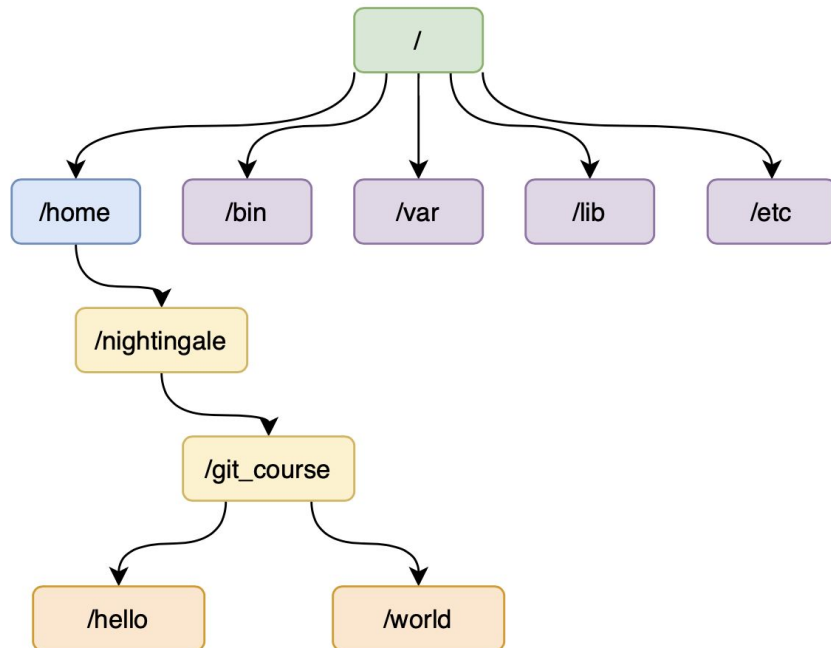 /
/home
/bin
/var
/lib
/etc
/nightingale
/git_course
/hello
/world